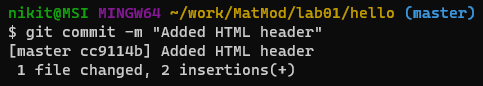 nikit@MSI MINGW64 ~/work/MatMod/lab01/hello (master)
$ git commit -m "Added HTML header"
[master cc9114b] Added HTML header
 1 file changed, 2 insertions(+)